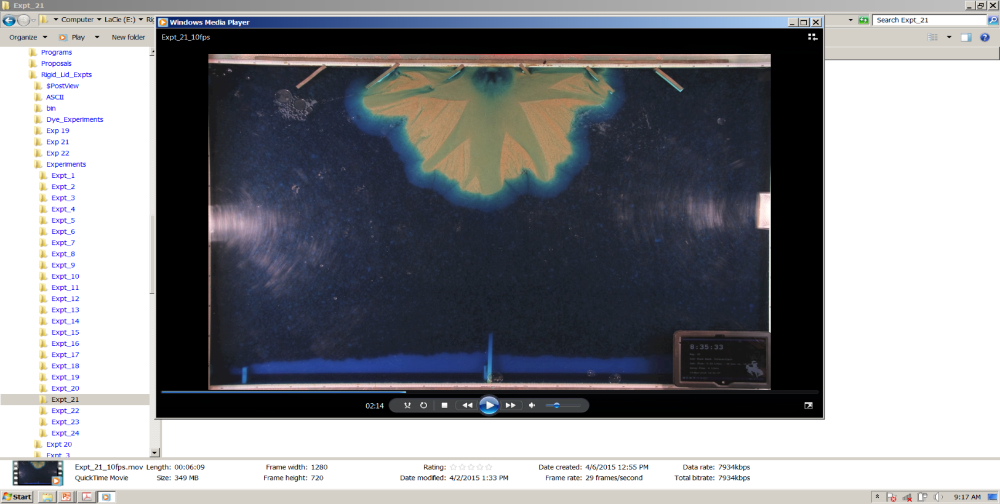 Expt_21
Computer LaCie (E:) Rig
Search Expt_21
Organize Play New folder
Windows Media Player
Expt_21_10fps
Programs
Proposals
Rigid_Lid_Expts
$PostView
ASCII
bin
Dye_Experiments
Exp 19
Exp 21
Exp 22
Experiments
Expt_1
Expt_2
Expt_3
Expt_4
Expt_5
Expt_6
Expt_7
Expt_8
Expt_9
Expt_10
Expt_11
Expt_12
Expt_13
Expt_14
Expt_15
Expt_16
Expt_17
Expt_18
Expt_19
Expt_20
Expt_21
Expt_22
Expt_23
Expt_24
Expt 20
Expt_3
8:35:33
02:14
Expt_21_10fps.mov Length: 00:06:09 Frame width: 1280 Rating: Date created: 4/6/2015 12:55 PM Data rate: 7934kbps
QuickTime Movie Size: 349 MB Frame height: 720 Date modified: 4/2/2015 1:33 PM Frame rate: 29 frames/second Total bitrate: 7934kbps
Start 9:17 AM